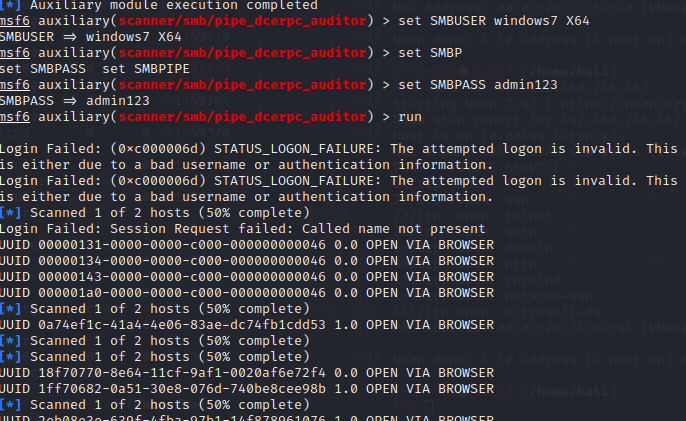 [*] Auxiliary module execution completed
msf6 auxiliary(scanner/smb/pipe_dcerpc_auditor) > set SMBUSER windows7 X64
SMBUSER => windows7 X64
msf6 auxiliary(scanner/smb/pipe_dcerpc_auditor) > set SMBP
set SMBPASS  set SMBPIPE
msf6 auxiliary(scanner/smb/pipe_dcerpc_auditor) > set SMBPASS admin123
SMBPASS => admin123
msf6 auxiliary(scanner/smb/pipe_dcerpc_auditor) > run
Login Failed: (0×c000006d) STATUS_LOGON_FAILURE: The attempted logon is invalid. This
is either due to a bad username or authentication information.
Login Failed: (0×c000006d) STATUS_LOGON_FAILURE: The attempted logon is invalid. This
is either due to a bad username or authentication information.
[*] Scanned 1 of 2 hosts (50% complete)
Login Failed: Session Request failed: Called name not present
UUID 00000131-0000-0000-c000-000000000046 0.0 OPEN VIA BROWSER
UUID 00000134-0000-0000-c000-000000000046 0.0 OPEN VIA BROWSER
UUID 00000143-0000-0000-c000-000000000046 0.0 OPEN VIA BROWSER
UUID 000001a0-0000-0000-c000-000000000046 0.0 OPEN VIA BROWSER
[*] Scanned 1 of 2 hosts (50% complete)
UUID 0a74ef1c-41a4-4e06-83ae-dc74fb1cdd53 1.0 OPEN VIA BROWSER
[*] Scanned 1 of 2 hosts (50% complete)
UUID 18f70770-8e64-11cf-9af1-0020af6e72f4 0.0 OPEN VIA BROWSER
UUID 1ff70682-0a51-30e8-076d-740be8cee98b 1.0 OPEN VIA BROWSER
[*] Scanned 1 of 2 hosts (50% complete)
UUID 2eb08e3e-639f-4fba-97b1-14f878961076 1.0 OPEN VIA BROWSER